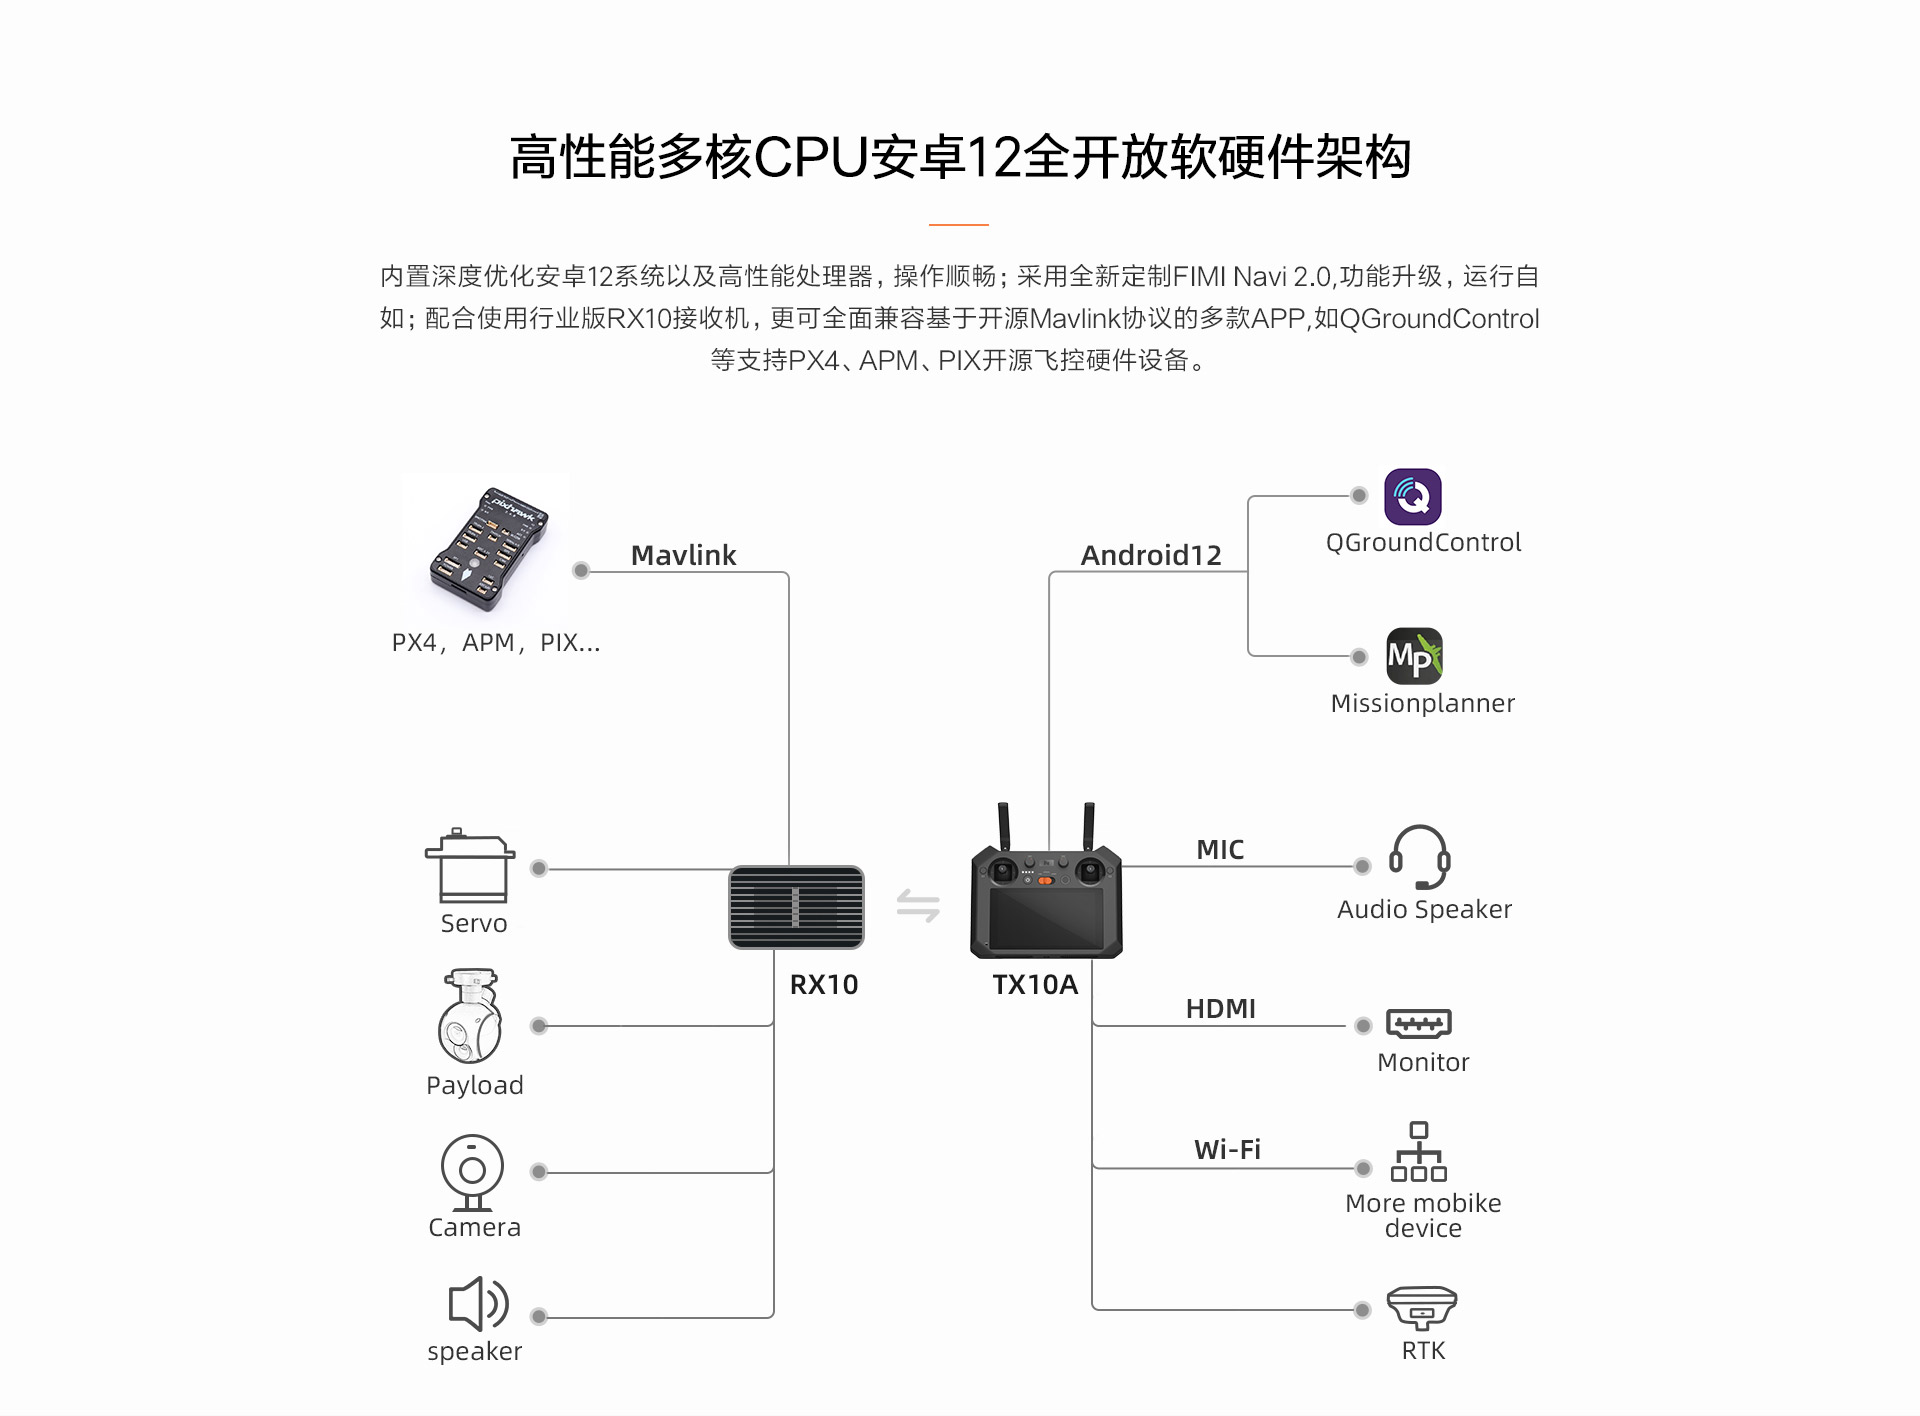 高性能多核CPU安卓12全开放软硬件架构
内置深度优化安卓12系统以及高性能处理器，操作顺畅；采用全新定制FIMI Navi 2.0,功能升级，运行自
如；配合使用行业版RX10接收机，更可全面兼容基于开源Mavlink协议的多款APP,如QGroundControl
等支持PX4、APM、PIX开源飞控硬件设备。
pixhawk
Mavlink
PX4，APM，PIX...
Android12
QGroundControl
MP
Missionplanner
Servo
MIC
Audio Speaker
RX10
TX10A
Payload
HDMI
Monitor
Camera
Wi-Fi
More mobike
device
speaker
RTK